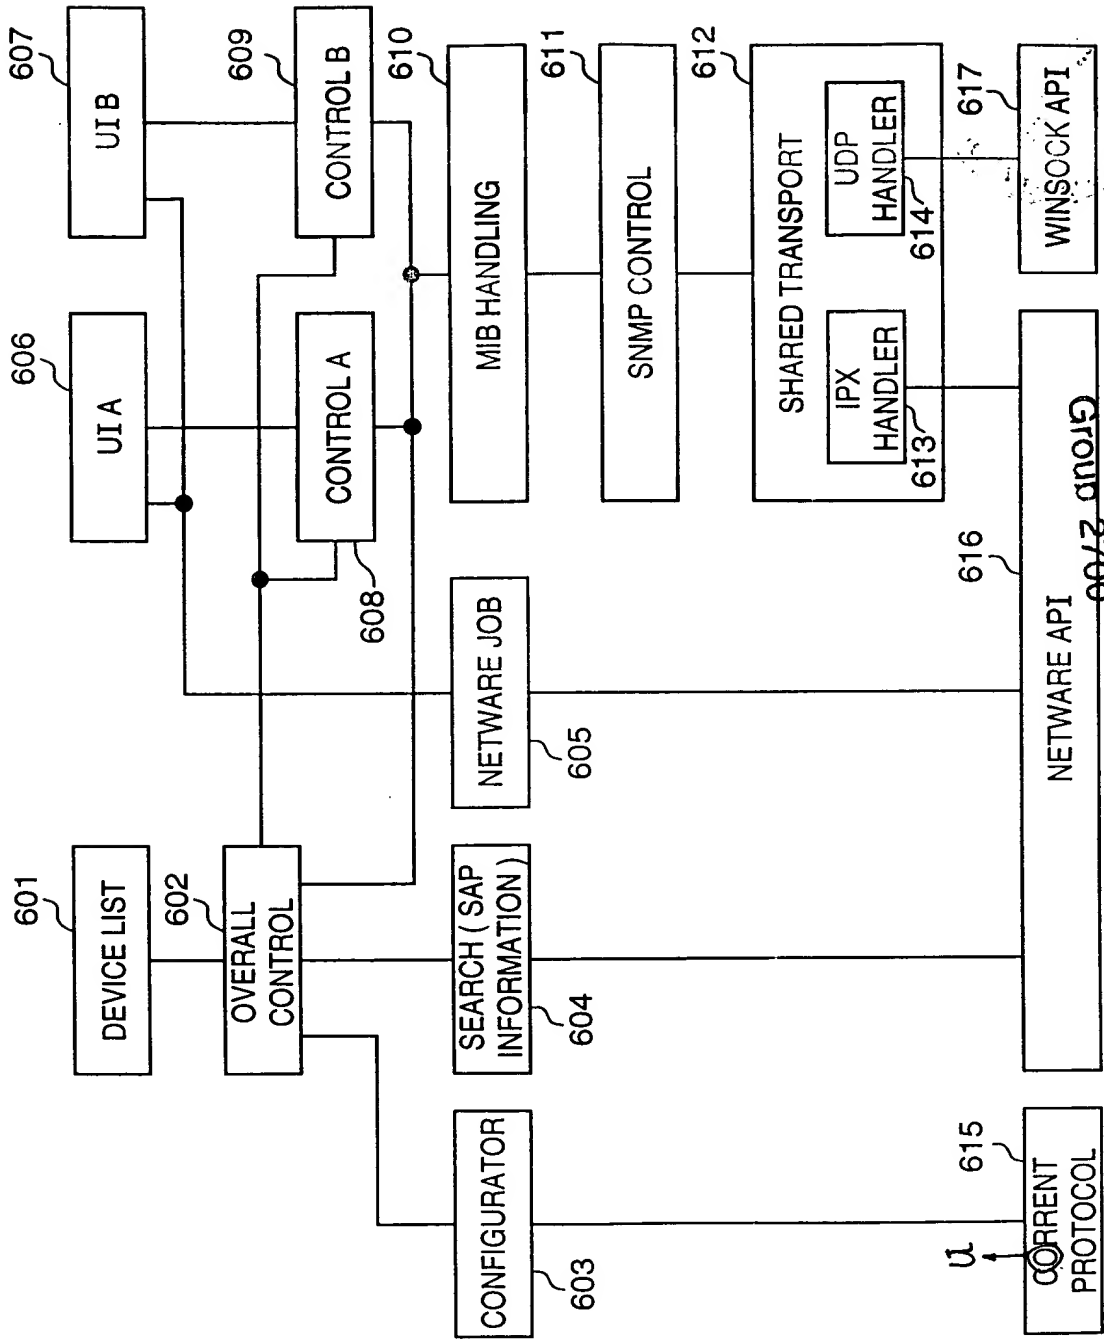 601
DEVICE LIST
606
UI A
607
UI B
602
OVERALL
CONTROL
CONTROL A
608
609
CONTROL B
CONFIGURATOR
603
SEARCH ( SAP
INFORMATION )
604
NETWARE JOB
605
610
MIB HANDLING
611
SNMP CONTROL
612
SHARED TRANSPORT
IPX
HANDLER
613
UDP
HANDLER
614
u
615
CORRENT
PROTOCOL
616
NETWARE API
617
WINSOCK API
Group 2700